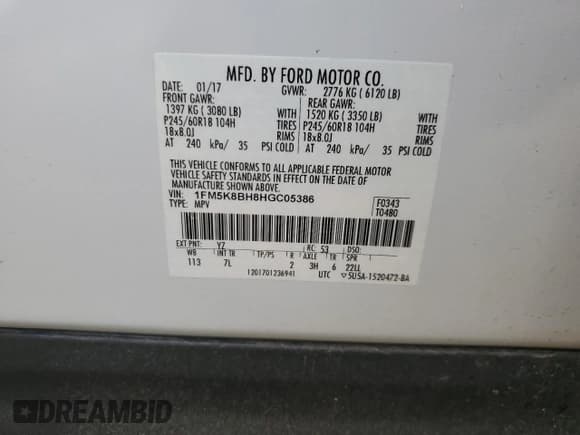 MFD. BY FORD MOTOR CO.
DATE: 01/17 GVWR: 2776 KG ( 6120 LB)
FRONT GAWR: REAR GAWR:
1397 KG ( 3080 LB) WITH 1520 KG ( 3350 LB) WITH
P245/60R18 104H TIRES P245/60R18 104H TIRES
18x8.0J RIMS 18x8.0J RIMS
AT 240 kPa/ 35 PSI COLD AT 240 kPa/ 35 PSI COLD
THIS VEHICLE CONFORMS TO ALL APPLICABLE FEDERAL MOTOR
VEHICLE SAFETY STANDARDS IN EFFECT ON THE DATE OF
MANUFACTURE SHOWN ABOVE.
VIN: 1FM5K8BH8HGC05386 F0343
TYPE: MPV T0480
EXT PNT: YZ RC: 53 DSO:
WB INT TR TP/PS R AXLE TR SPR
113 7L 2 3H 6 22LL
1201701236941 UTC ▽5USA-1520472-BA
DREAMBID